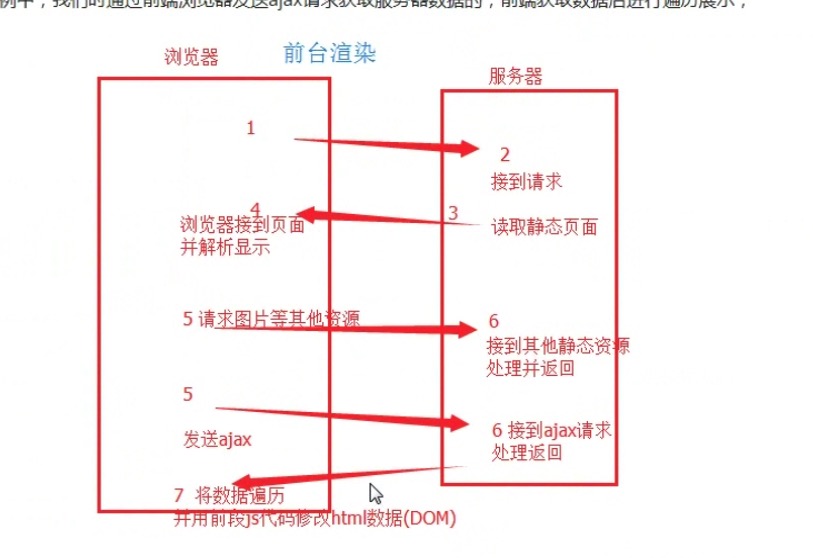 例中，我们时通过前端浏览器发送ajax请求获取服务器数据的，前端获取数据后进行遍历展示，
浏览器
前台渲染
服务器
1
2
接到请求
4
3
浏览器接到页面
并解析显示
读取静态页面
5 请求图片等其他资源
6
接到其他静态资源
处理并返回
5
发送ajax
6 接到ajax请求
处理返回
7 将数据遍历
并用前段js代码修改html数据(DOM)